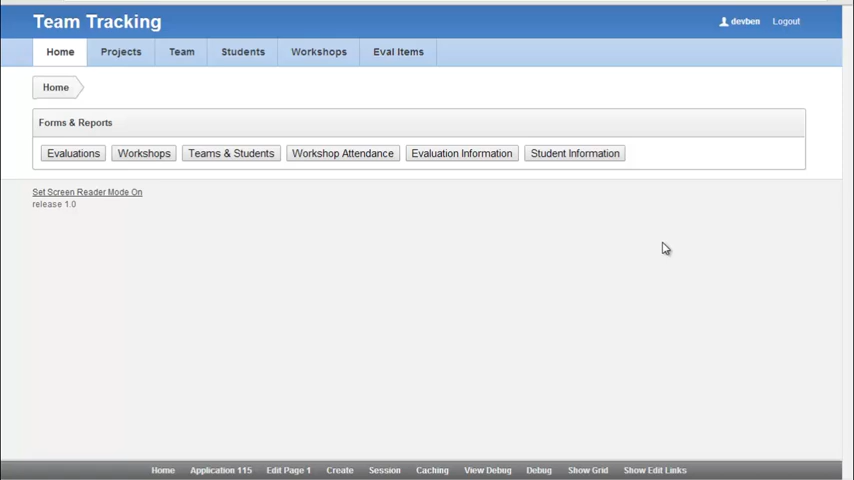 Team Tracking
devben Logout
Home Projects Team Students Workshops Eval Items
Home
Forms & Reports
Evaluations Workshops Teams & Students Workshop Attendance Evaluation Information Student Information
Set Screen Reader Mode On
release 1.0
Home Application 115 Edit Page 1 Create Session Caching View Debug Debug Show Grid Show Edit Links